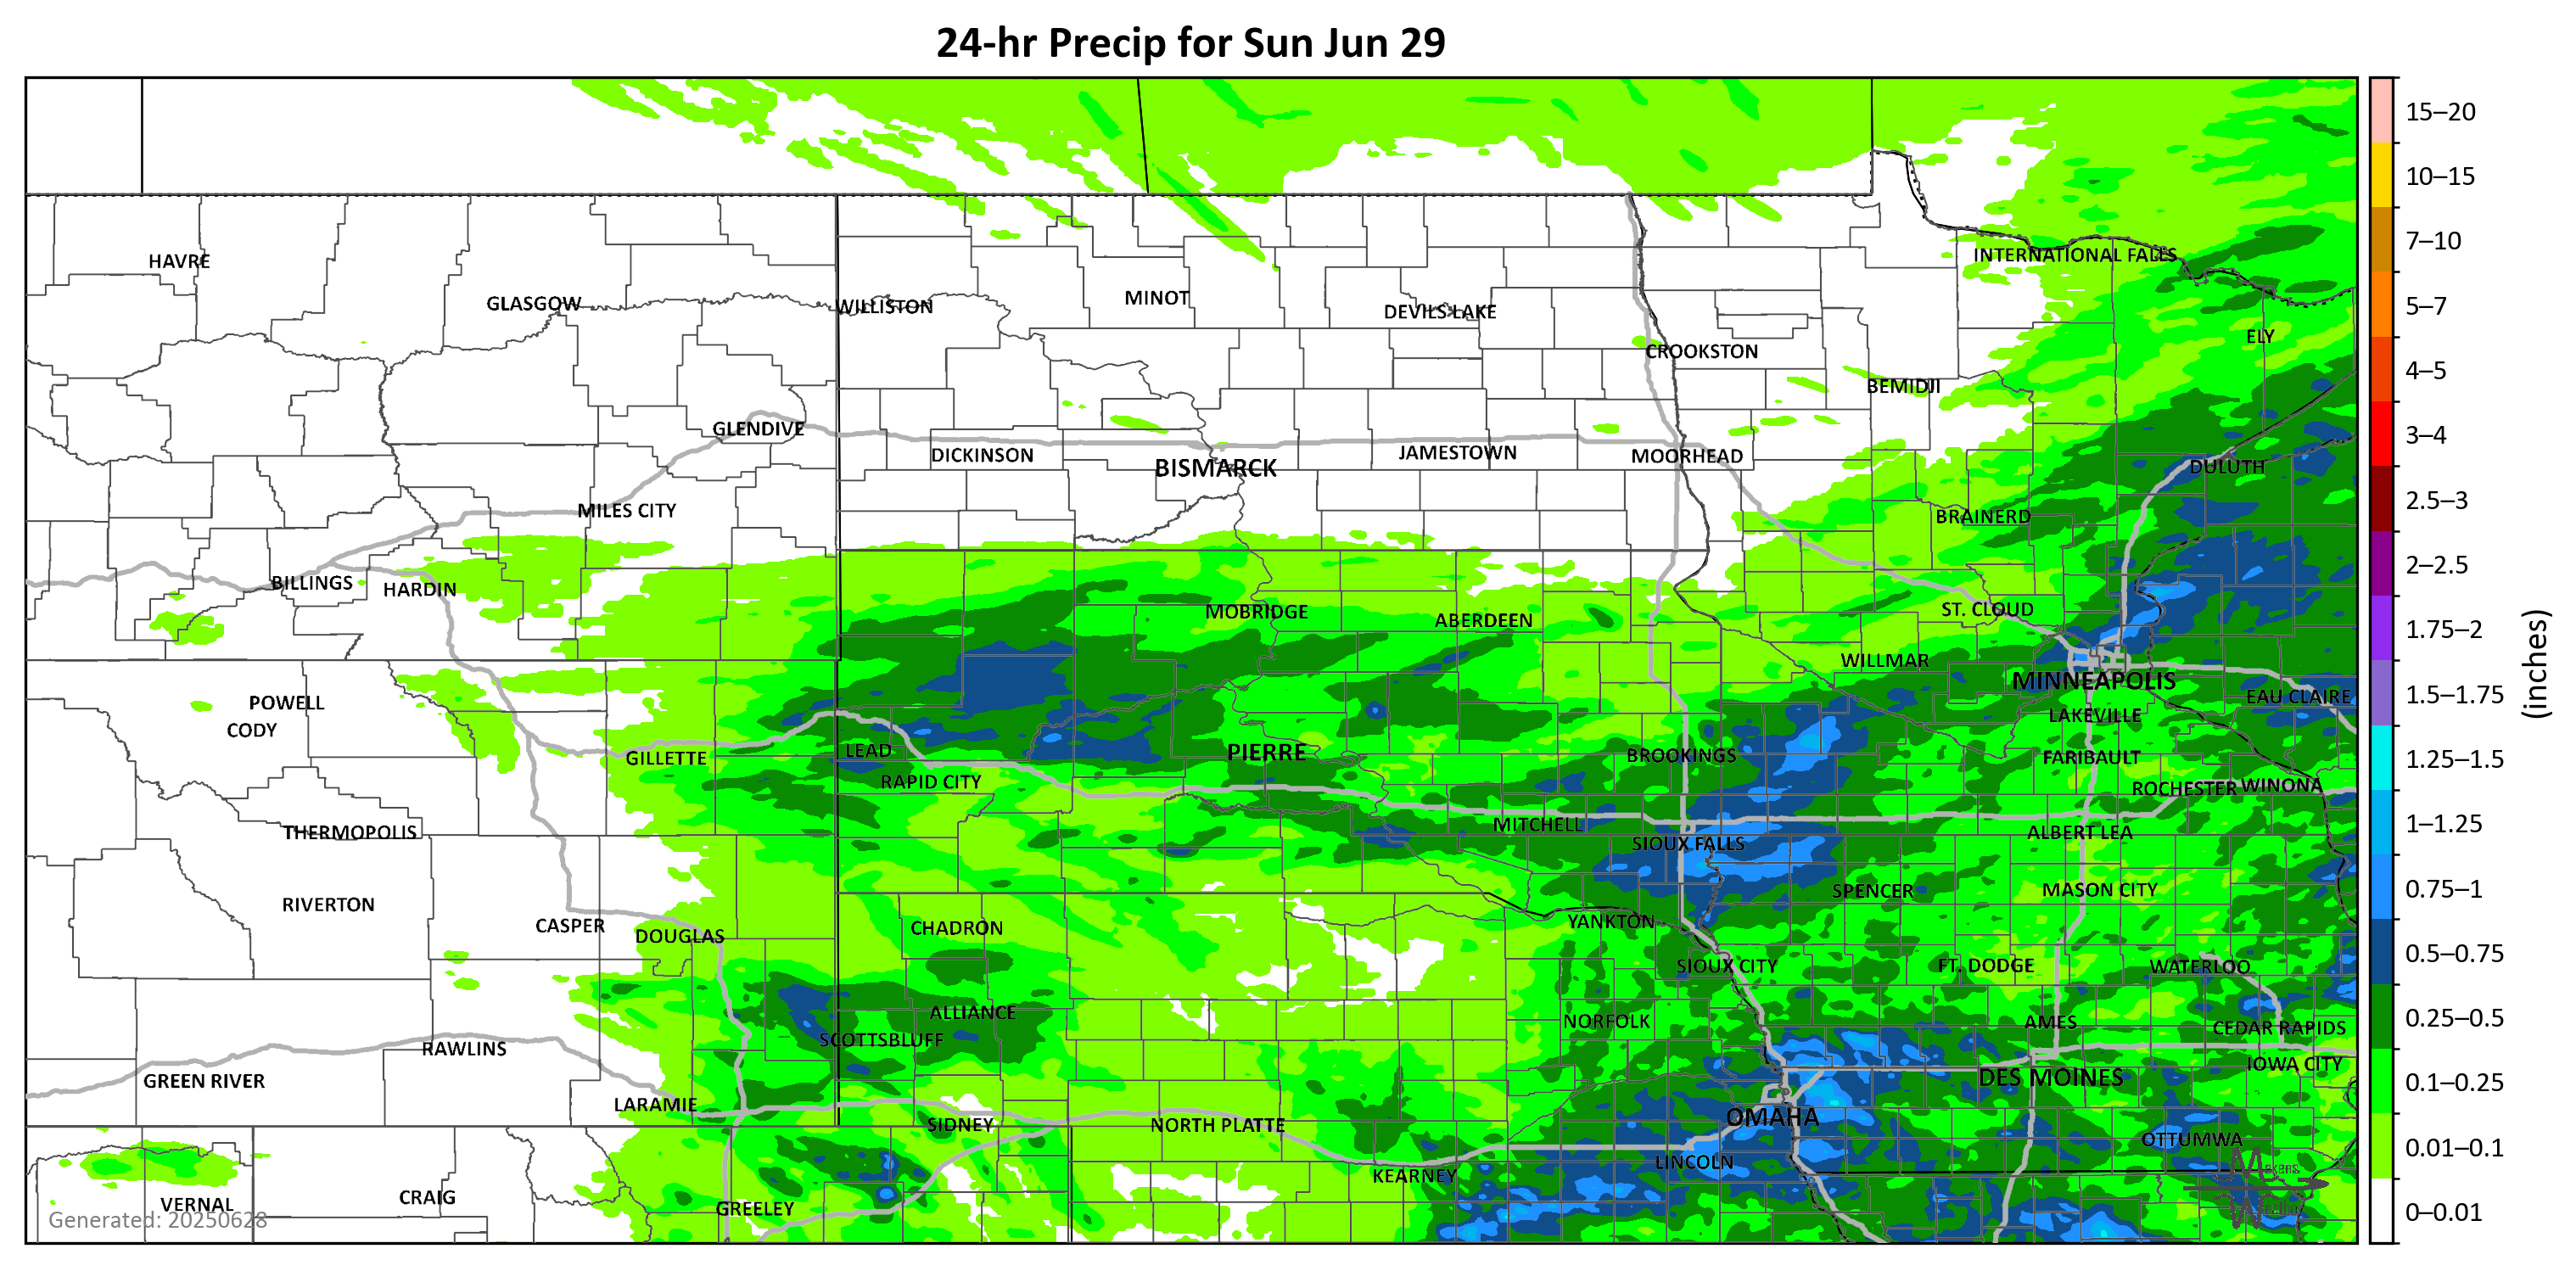 24-hr Precip for Sun Jun 29
15–20
10–15
7–10
5–7
4–5
3–4
2.5–3
2–2.5
1.75–2
1.5–1.75
1.25–1.5
1–1.25
0.75–1
0.5–0.75
0.25–0.5
0.1–0.25
0.01–0.1
0–0.01
(inches)
INTERNATIONAL FALLS
HAVRE
GLASGOW
WILLISTON
MINOT
DEVILS LAKE
ELY
CROOKSTON
BEMIDJI
GLENDIVE
DICKINSON
BISMARCK
JAMESTOWN
MOORHEAD
DULUTH
MILES CITY
BRAINERD
BILLINGS
HARDIN
MOBRIDGE
ABERDEEN
ST. CLOUD
WILLMAR
MINNEAPOLIS
EAU CLAIRE
POWELL
CODY
LAKEVILLE
GILLETTE
LEAD
PIERRE
BROOKINGS
FARIBAULT
RAPID CITY
ROCHESTER
WINONA
THERMOPOLIS
MITCHELL
ALBERT LEA
SIOUX FALLS
SPENCER
MASON CITY
RIVERTON
CASPER
DOUGLAS
CHADRON
YANKTON
SIOUX CITY
FT. DODGE
WATERLOO
ALLIANCE
NORFOLK
AMES
CEDAR RAPIDS
SCOTTSBLUFF
RAWLINS
IOWA CITY
GREEN RIVER
DES MOINES
LARAMIE
SIDNEY
NORTH PLATTE
OMAHA
OTTUMWA
KEARNEY
LINCOLN
VERNAL
CRAIG
GREELEY
Generated: 20250628